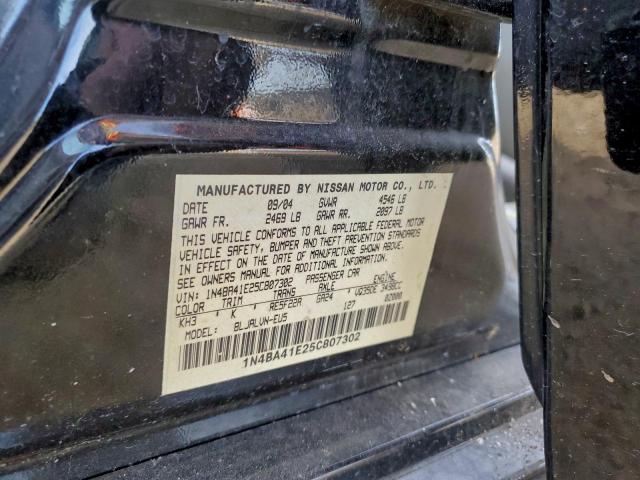 MANUFACTURED BY NISSAN MOTOR CO., LTD.
DATE 09/04 GVWR 4546 LB
GAWR FR. 2469 LB GAWR RR. 2097 LB
THIS VEHICLE CONFORMS TO ALL APPLICABLE FEDERAL MOTOR
VEHICLE SAFETY, BUMPER AND THEFT PREVENTION STANDARDS
IN EFFECT ON THE DATE OF MANUFACTURE SHOWN ABOVE.
SEE OWNERS MANUAL FOR ADDITIONAL INFORMATION.
VIN: 1N4BA41E25C807302 PASSENGER CAR
COLOR TRIM TRANS AXLE ENGINE
KH3 K RE5F22A GA24 VQ35DE 3498CC
MODEL: BLJALVN-EU5 127 02000
1N4BA41E25C807302